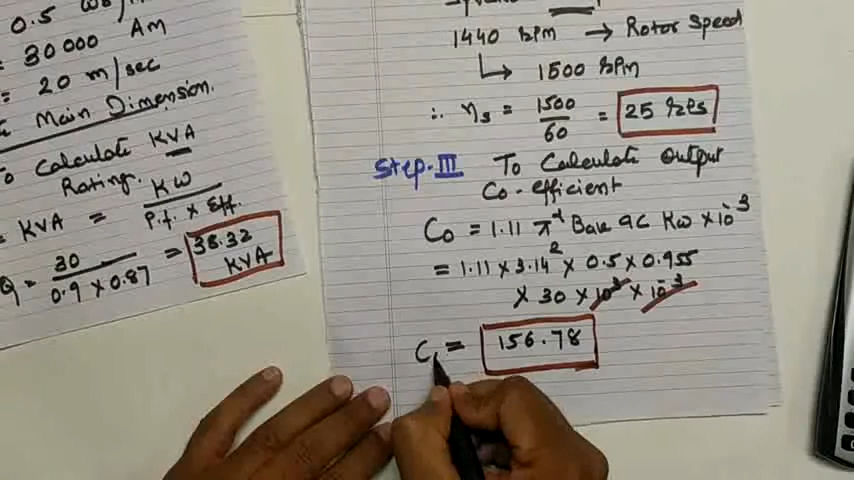 0.5 Wb/
= 30000 Am
= 20 m/sec
Main Dimension.
To Calculate KVA
Rating.
KVA = KW
P.f. × Eff.
Q = 30
0.9 × 0.87
= 38.32
KVA
1440 rpm → Rotor Speed
↳ 1500 rpm
∴ ηs = 1500
60
= 25 rps
Step-III To Calculate output
Co-efficient
Co = 1.11 π² Bav ac Kw × 10⁻³
= 1.11 × 3.14² × 0.5 × 0.955
× 30 × 10³ × 10⁻³
C = 156.78